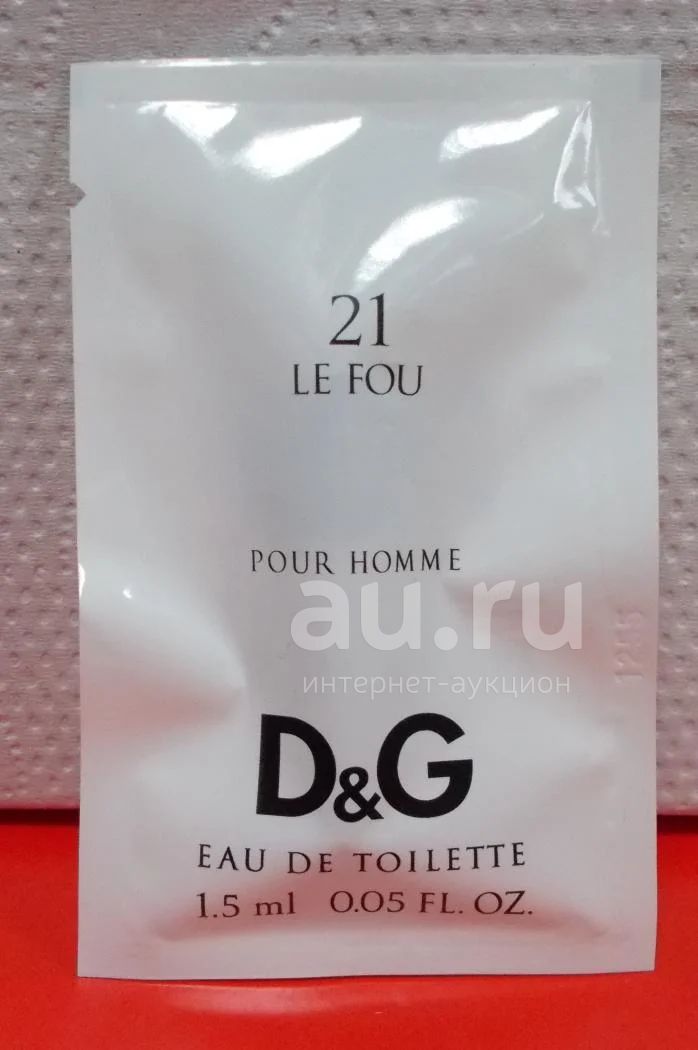 21
LE FOU
POUR HOMME
au.ru
интернет-аукцион
D&G
EAU DE TOILETTE
1.5 ml 0.05 FL. OZ.